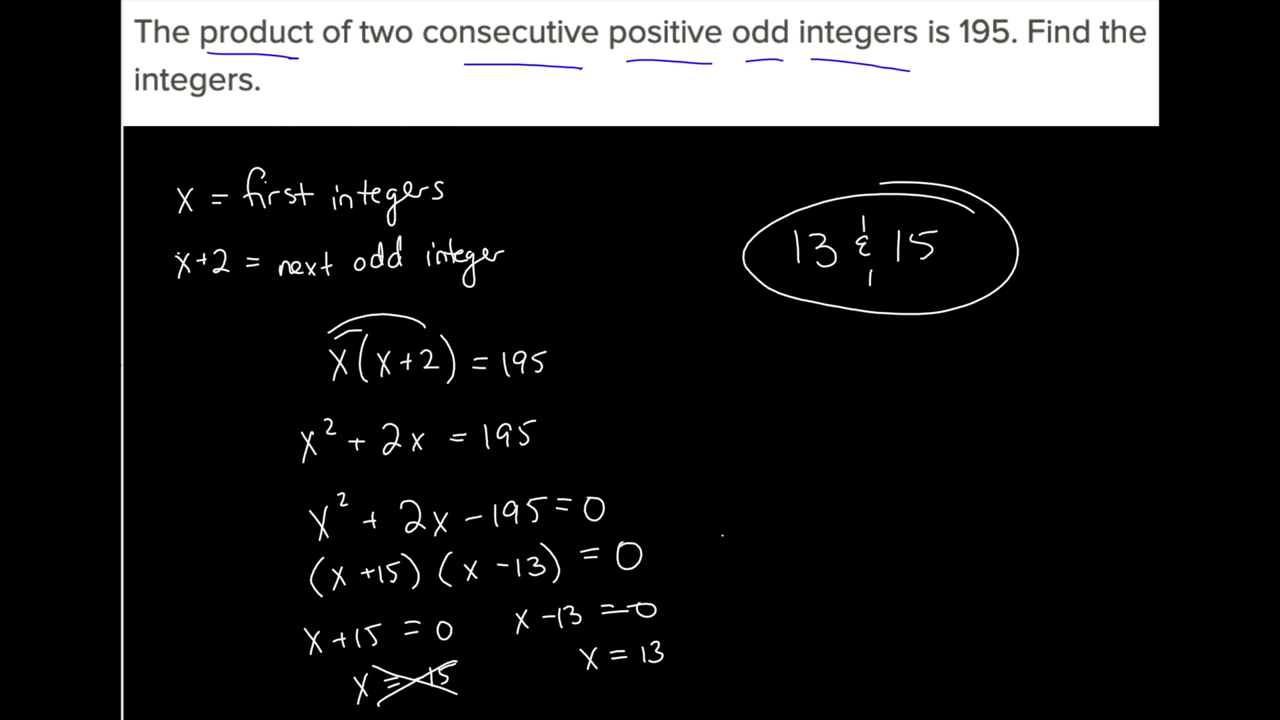 The product of two consecutive positive odd integers is 195. Find the
integers.
x = first integers
x+2 = next odd integer
13 & 15
x(x+2) = 195
x² + 2x = 195
x² + 2x - 195 = 0
(x +15) (x -13) = 0
x +15 = 0 x -13 = 0
x = -15 x = 13